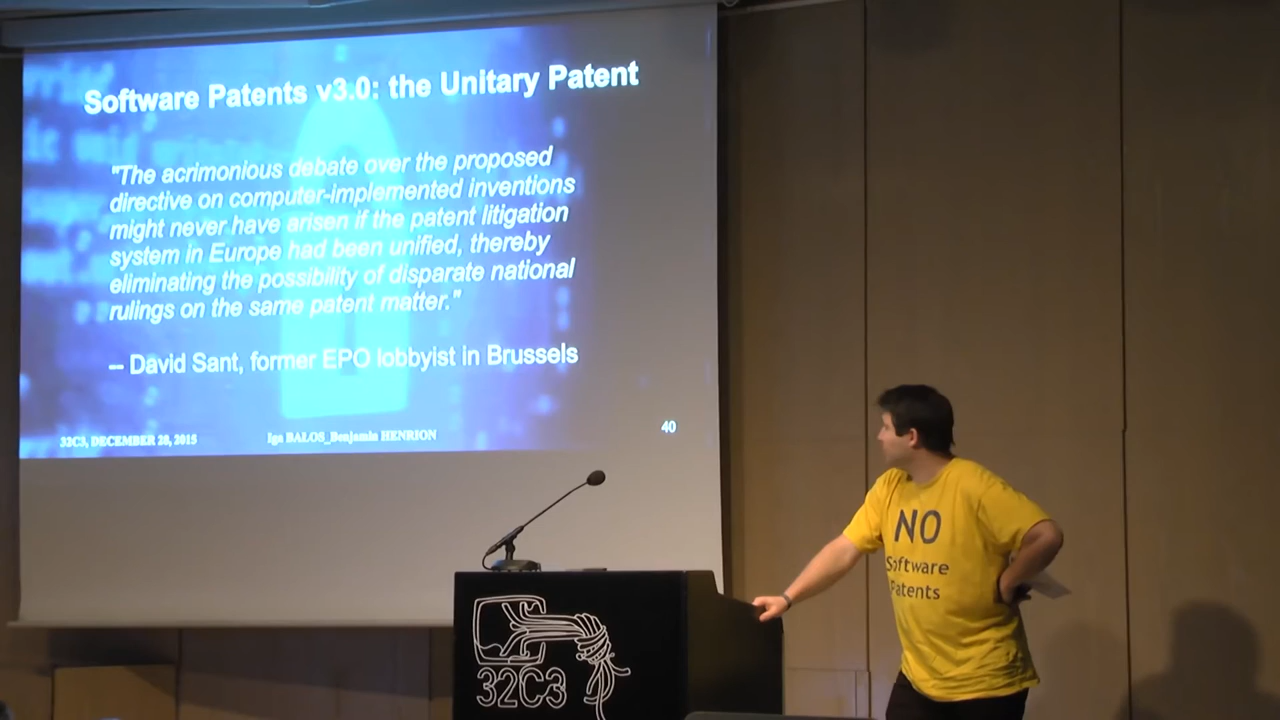 Software Patents v3.0: the Unitary Patent
"The acrimonious debate over the proposed
directive on computer-implemented inventions
might never have arisen if the patent litigation
system in Europe had been unified, thereby
eliminating the possibility of disparate national
rulings on the same patent matter."
– David Sant, former EPO lobbyist in Brussels
32C3, DECEMBER 28, 2015 Iga BALOS_Benjamin HENRION 40
NO
Software
Patents
32C3